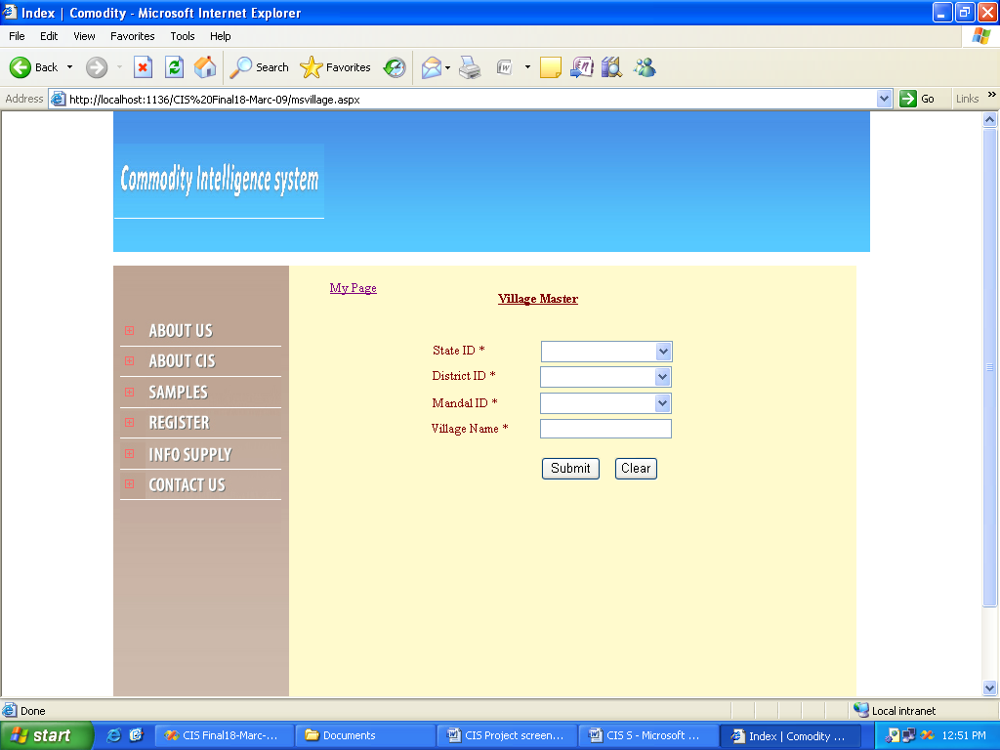 Index | Comodity - Microsoft Internet Explorer
File Edit View Favorites Tools Help
Back Search Favorites
Address http://localhost:1136/CIS%20Final18-Marc-09/msvillage.aspx Go Links »
Commodity Intelligence system
My Page
Village Master
ABOUT US
ABOUT CIS
SAMPLES
REGISTER
INFO SUPPLY
CONTACT US
State ID *
District ID *
Mandal ID *
Village Name *
Submit Clear
Done Local intranet
start CIS Final18-Marc-... Documents CIS Project screen... CIS 5 - Microsoft ... Index | Comodity ... 12:51 PM